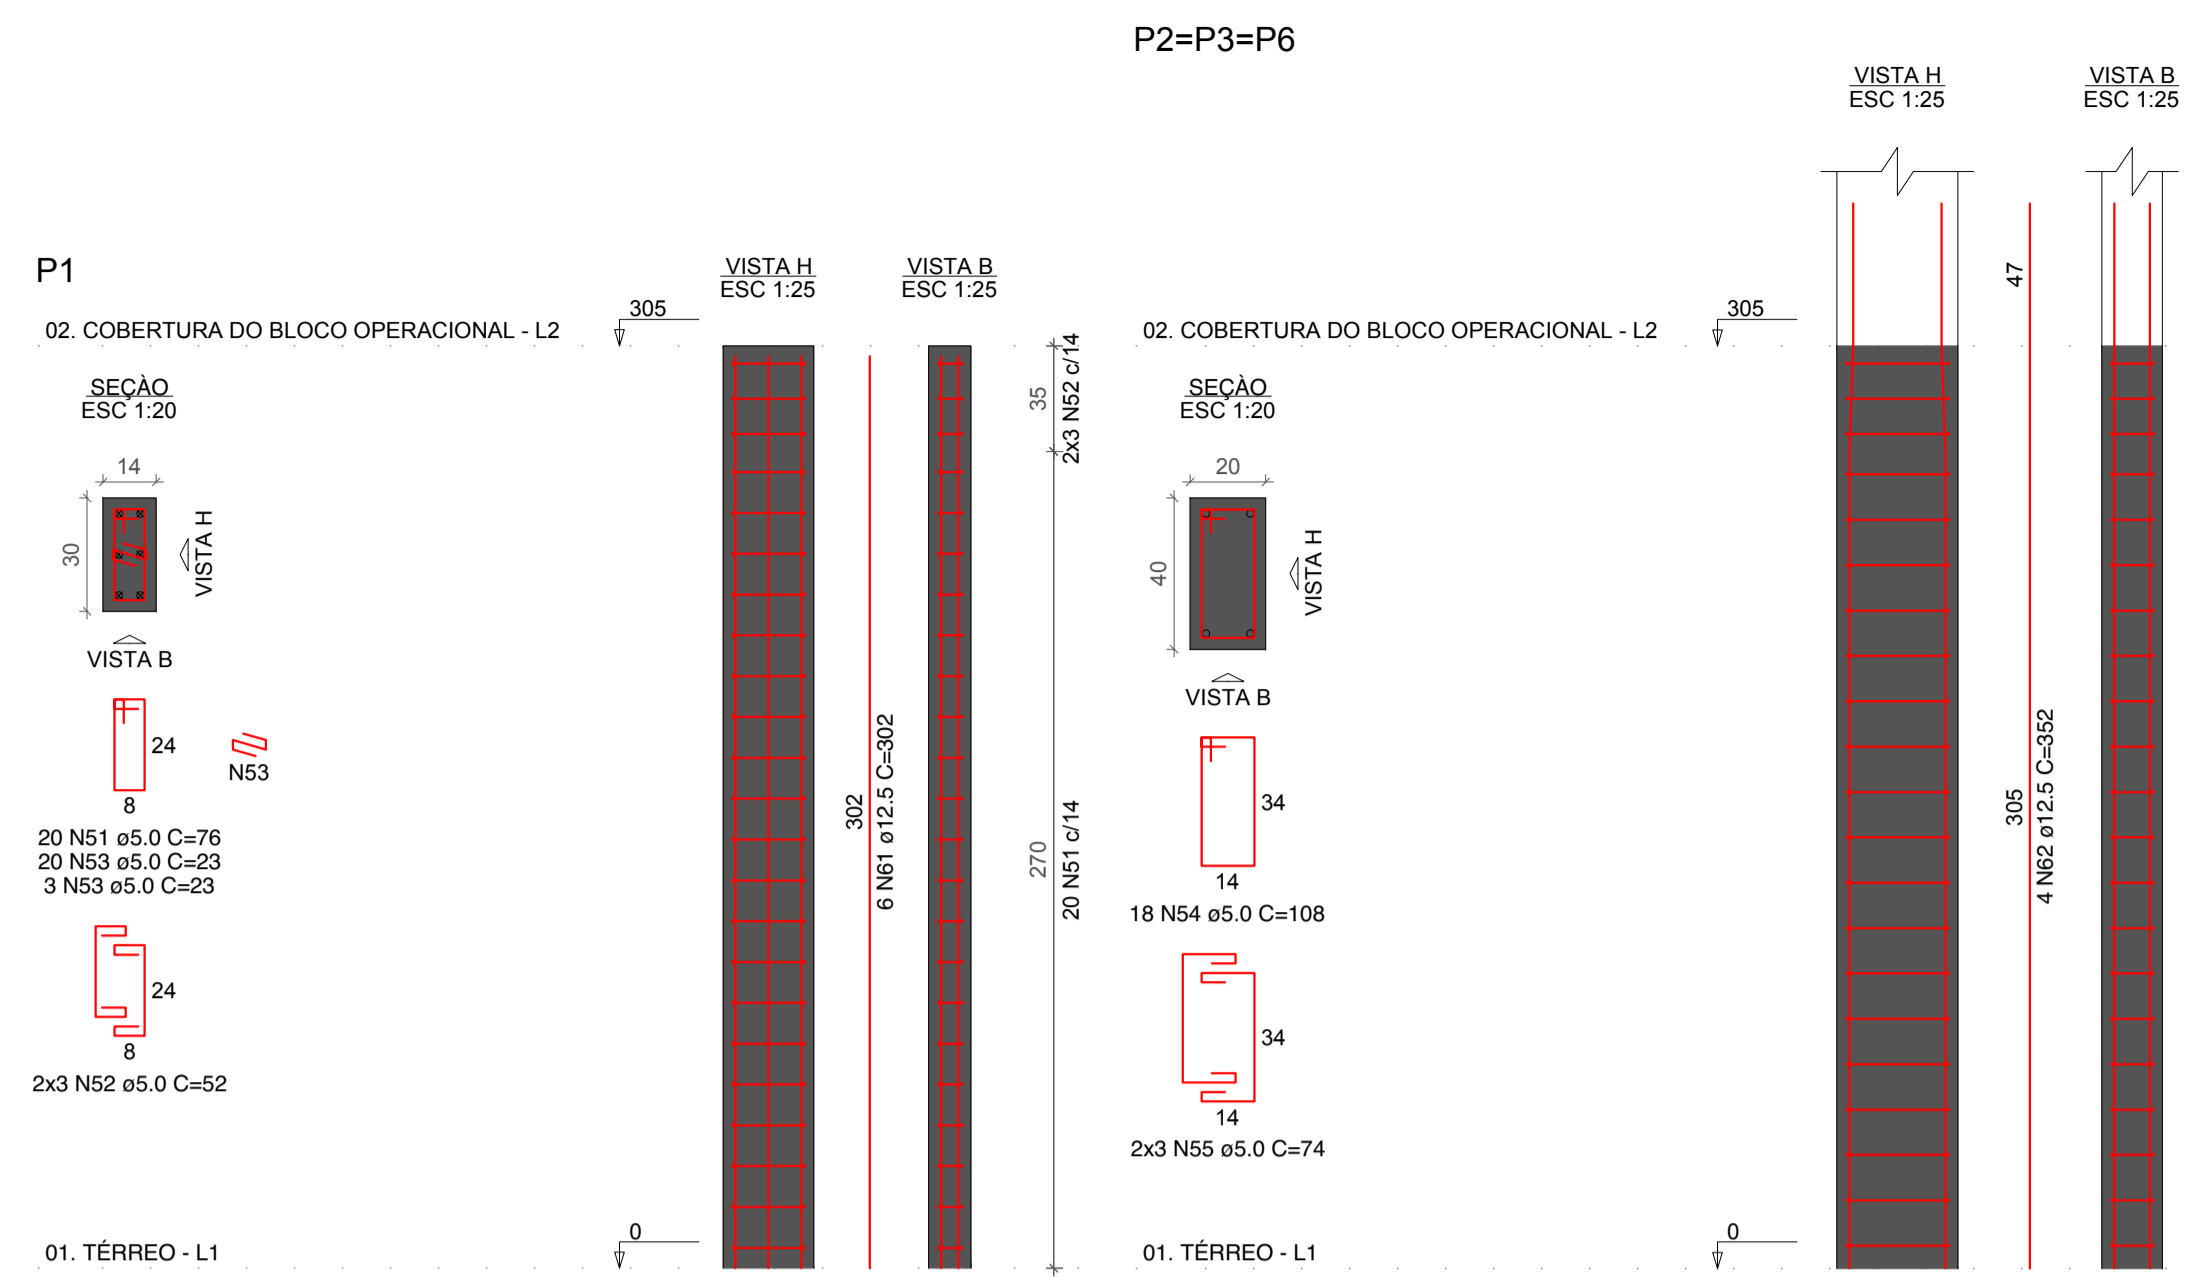 P2=P3=P6
VISTA H
ESC 1:25
VISTA B
ESC 1:25
P1
VISTA H
ESC 1:25
VISTA B
ESC 1:25
02. COBERTURA DO BLOCO OPERACIONAL - L2
305
SEÇÀO
ESC 1:20
14
30
VISTA H
VISTA B
24
8
N53
20 N51 ø5.0 C=76
20 N53 ø5.0 C=23
3 N53 ø5.0 C=23
24
8
2x3 N52 ø5.0 C=52
01. TÉRREO - L1
0
302
6 N61 ø12.5 C=302
35
2x3 N52 c/14
270
20 N51 c/14
02. COBERTURA DO BLOCO OPERACIONAL - L2
305
SEÇÀO
ESC 1:20
20
40
VISTA H
VISTA B
34
14
18 N54 ø5.0 C=108
34
14
2x3 N55 ø5.0 C=74
01. TÉRREO - L1
0
47
305
4 N62 ø12.5 C=352